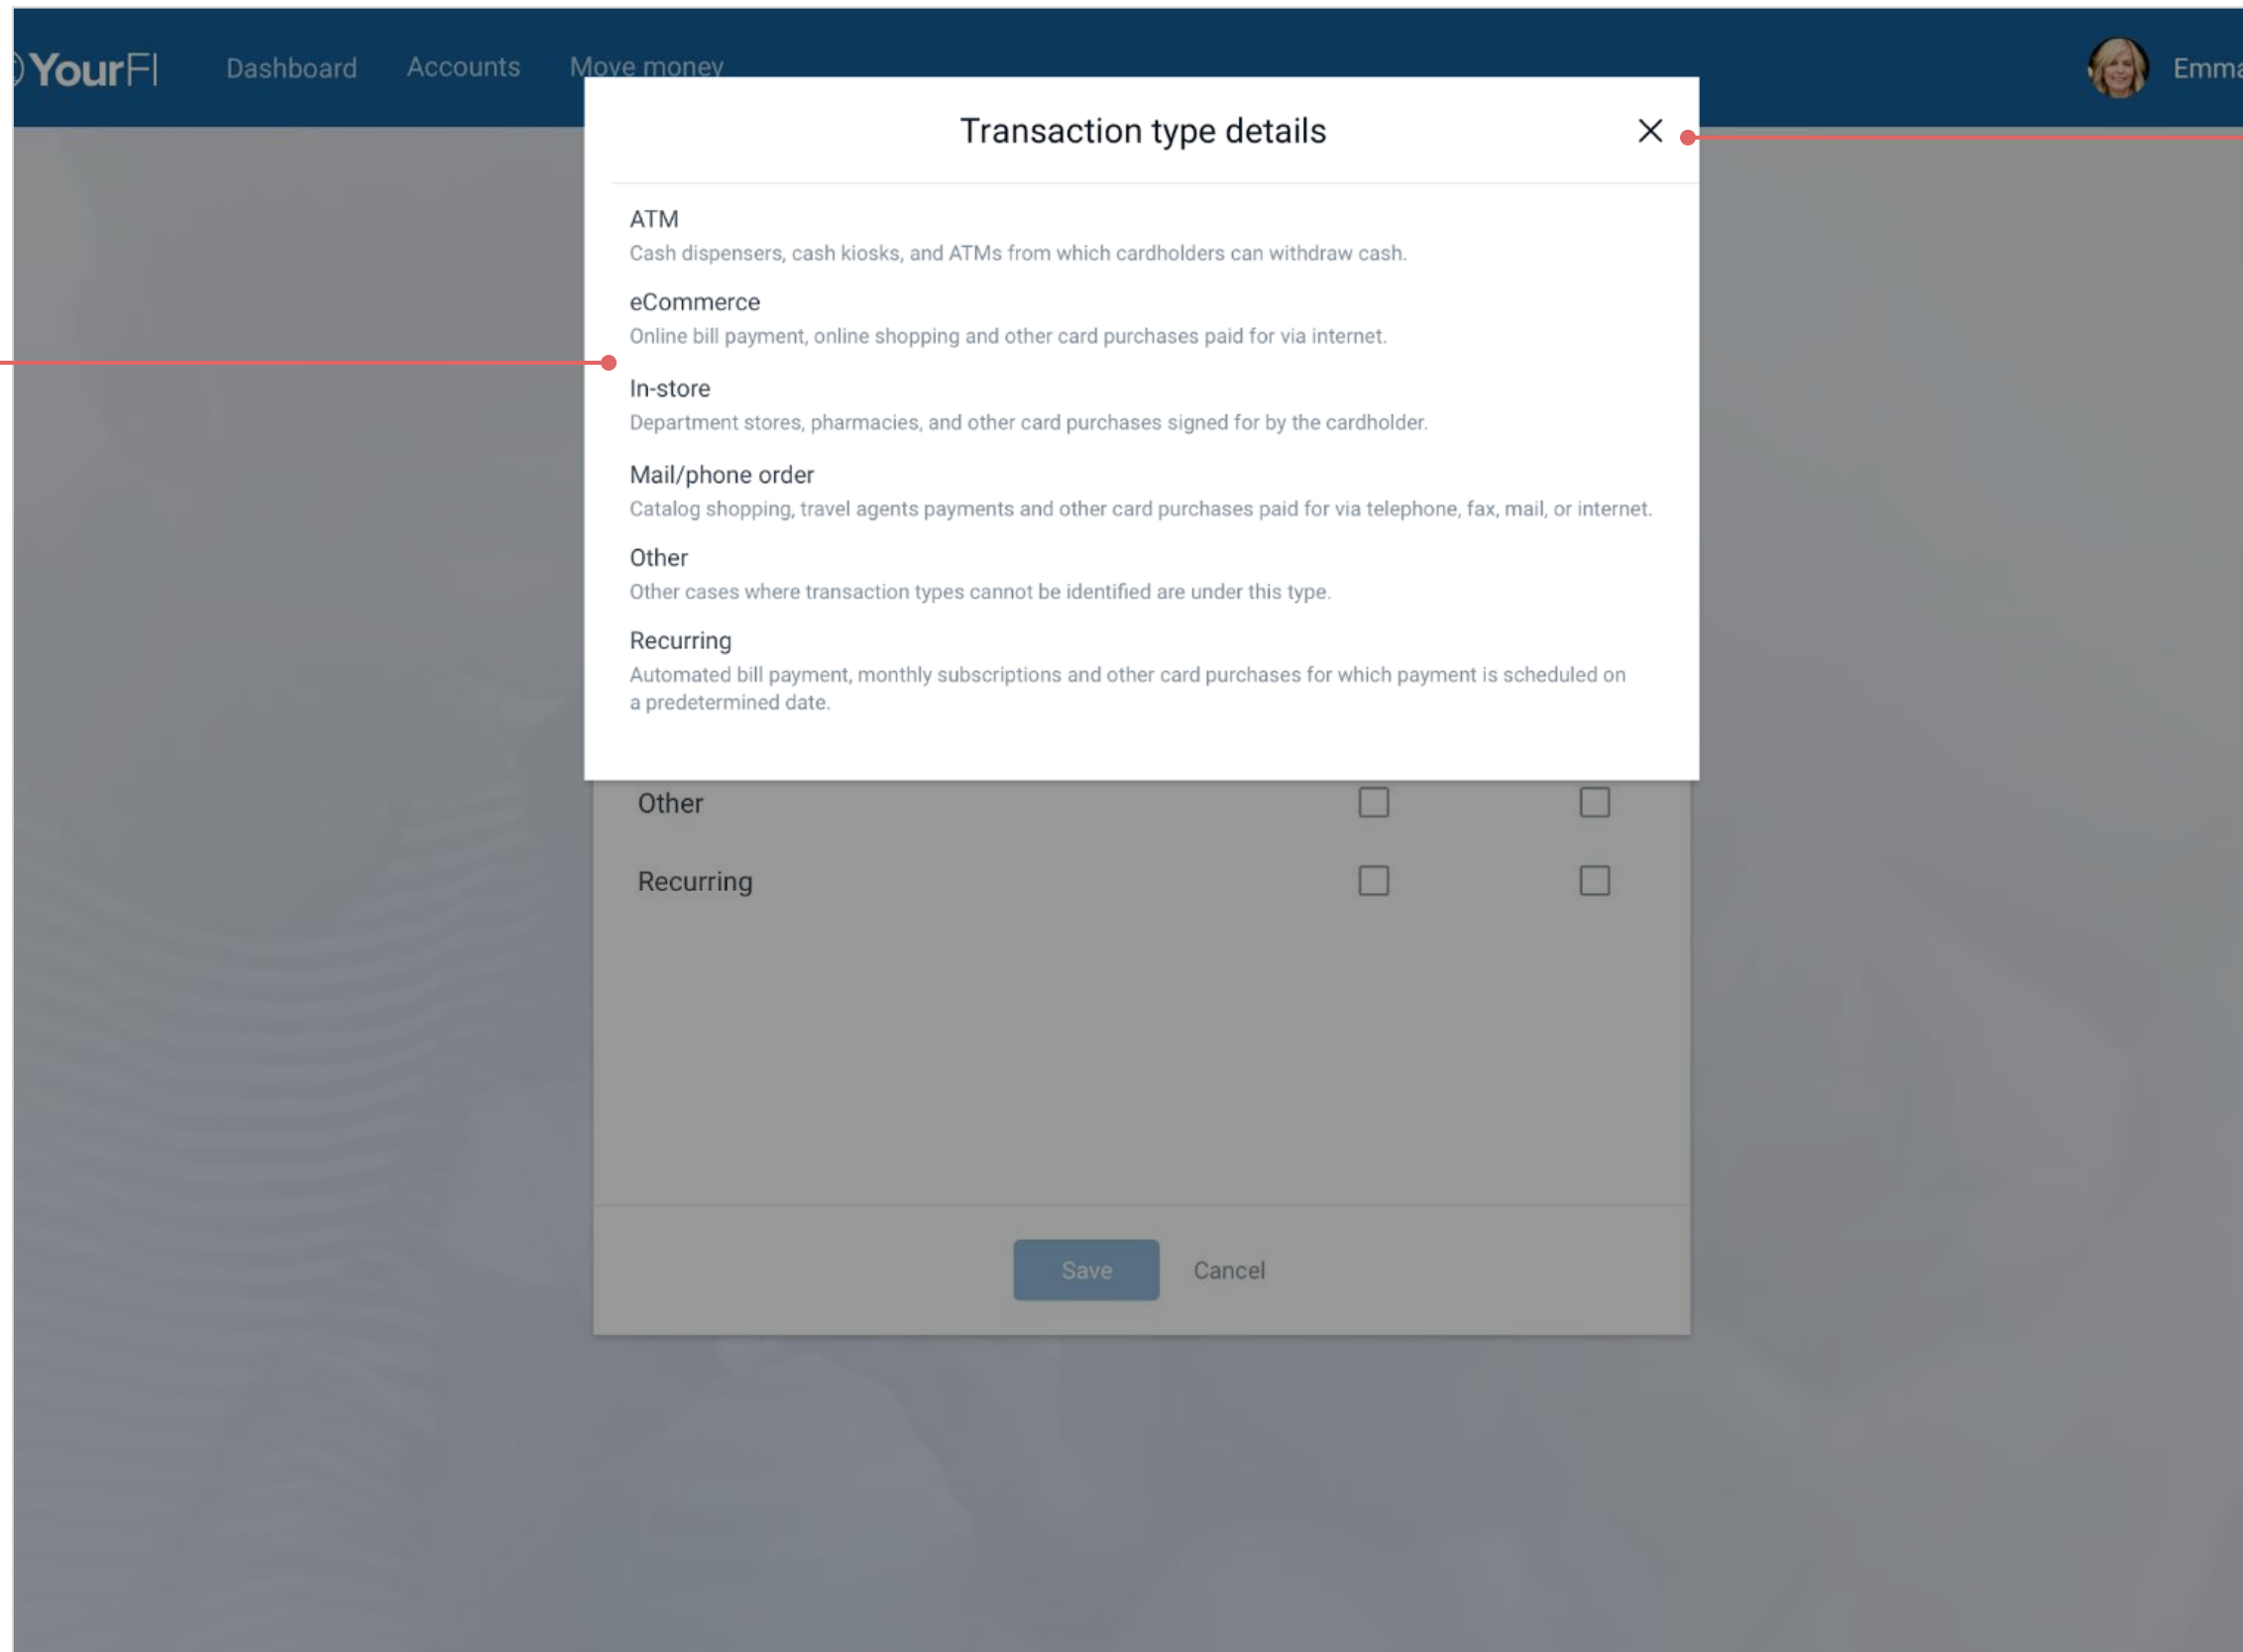 YourFI Dashboard Accounts Move money Emma
Transaction type details
ATM
Cash dispensers, cash kiosks, and ATMs from which cardholders can withdraw cash.
eCommerce
Online bill payment, online shopping and other card purchases paid for via internet.
In-store
Department stores, pharmacies, and other card purchases signed for by the cardholder.
Mail/phone order
Catalog shopping, travel agents payments and other card purchases paid for via telephone, fax, mail, or internet.
Other
Other cases where transaction types cannot be identified are under this type.
Recurring
Automated bill payment, monthly subscriptions and other card purchases for which payment is scheduled on
a predetermined date.
Other
Recurring
Save Cancel